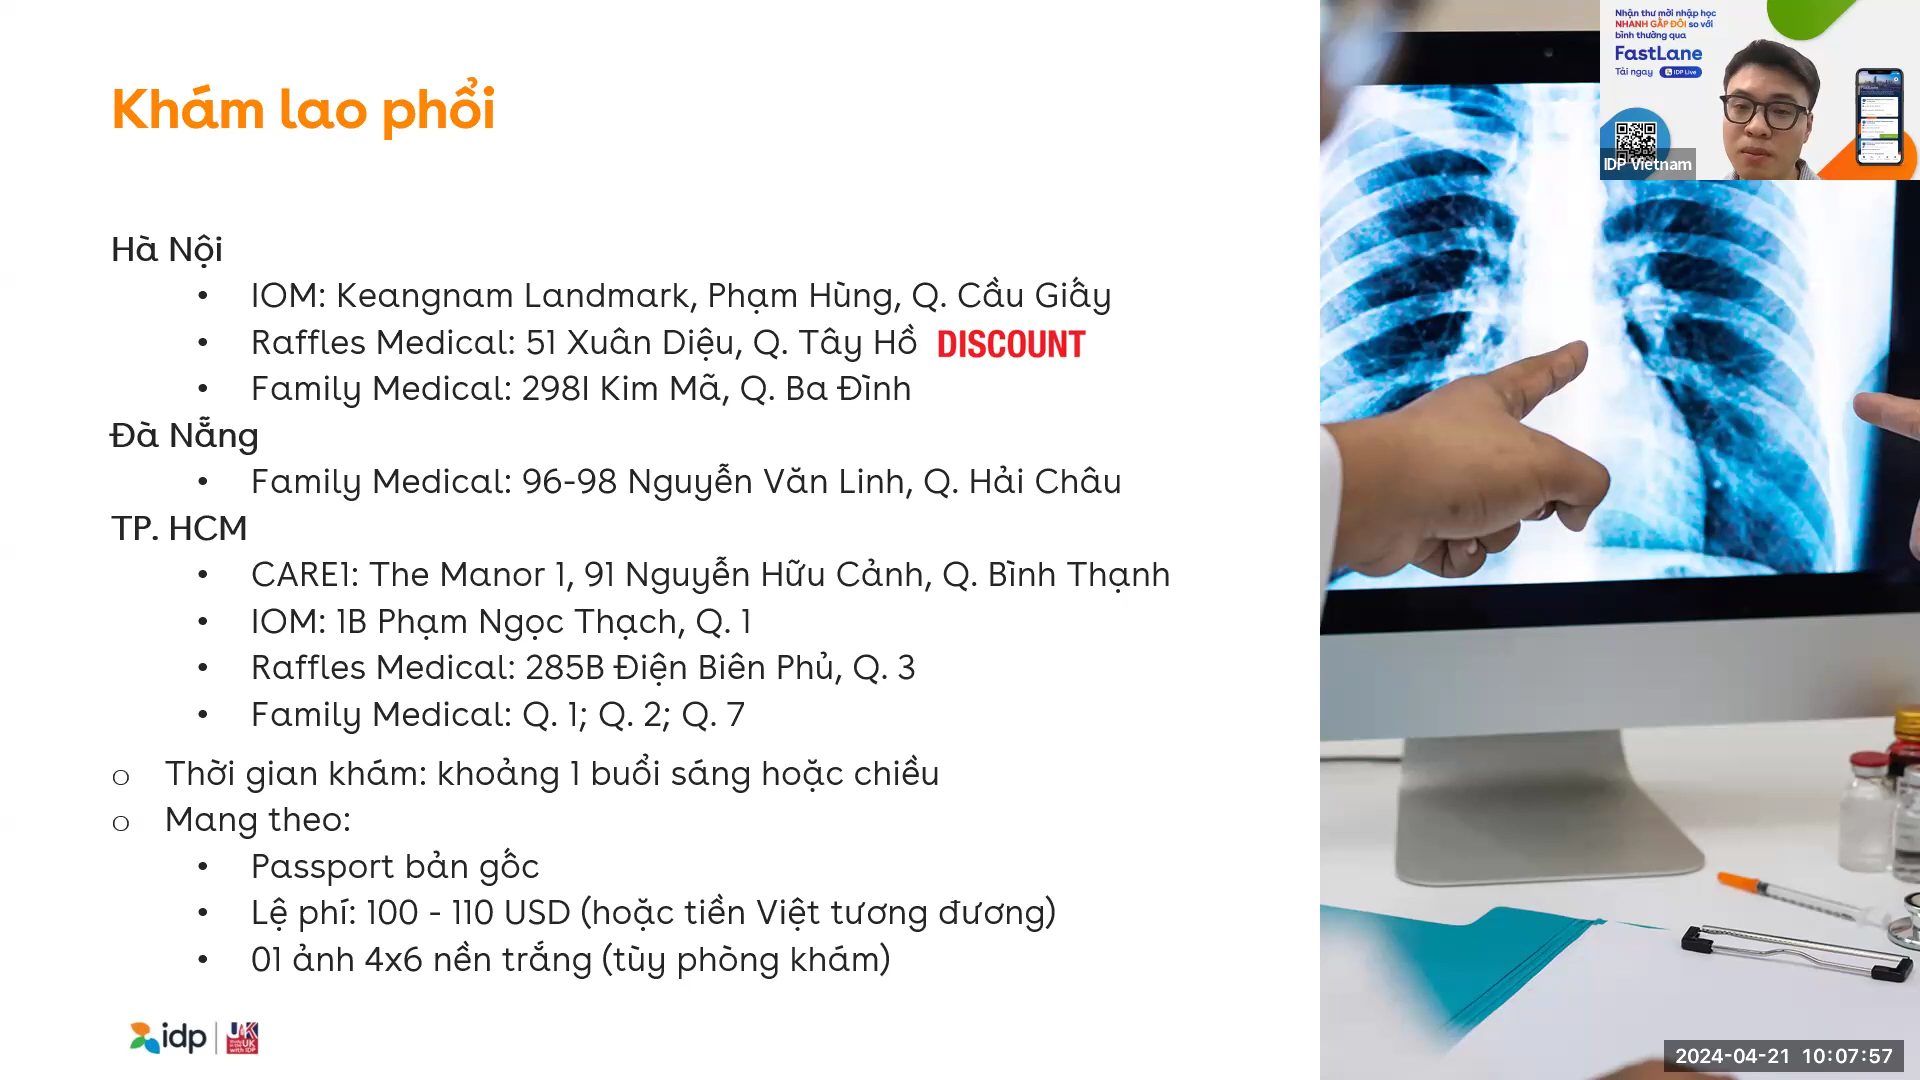 Khám lao phổi
Hà Nội
• IOM: Keangnam Landmark, Phạm Hùng, Q. Cầu Giấy
• Raffles Medical: 51 Xuân Diệu, Q. Tây Hồ DISCOUNT
• Family Medical: 298I Kim Mã, Q. Ba Đình
Đà Nẵng
• Family Medical: 96-98 Nguyễn Văn Linh, Q. Hải Châu
TP. HCM
• CARE1: The Manor 1, 91 Nguyễn Hữu Cảnh, Q. Bình Thạnh
• IOM: 1B Phạm Ngọc Thạch, Q. 1
• Raffles Medical: 285B Điện Biên Phủ, Q. 3
• Family Medical: Q. 1; Q. 2; Q. 7
o Thời gian khám: khoảng 1 buổi sáng hoặc chiều
o Mang theo:
• Passport bản gốc
• Lệ phí: 100 - 110 USD (hoặc tiền Việt tương đương)
• 01 ảnh 4x6 nền trắng (tùy phòng khám)
idp
UK
with IDP
Nhận thư mời nhập học
NHANH GẤP ĐÔI so với
bình thường qua
FastLane
Tải ngay IDP Live
IDP Vietnam
2024-04-21 10:07:57